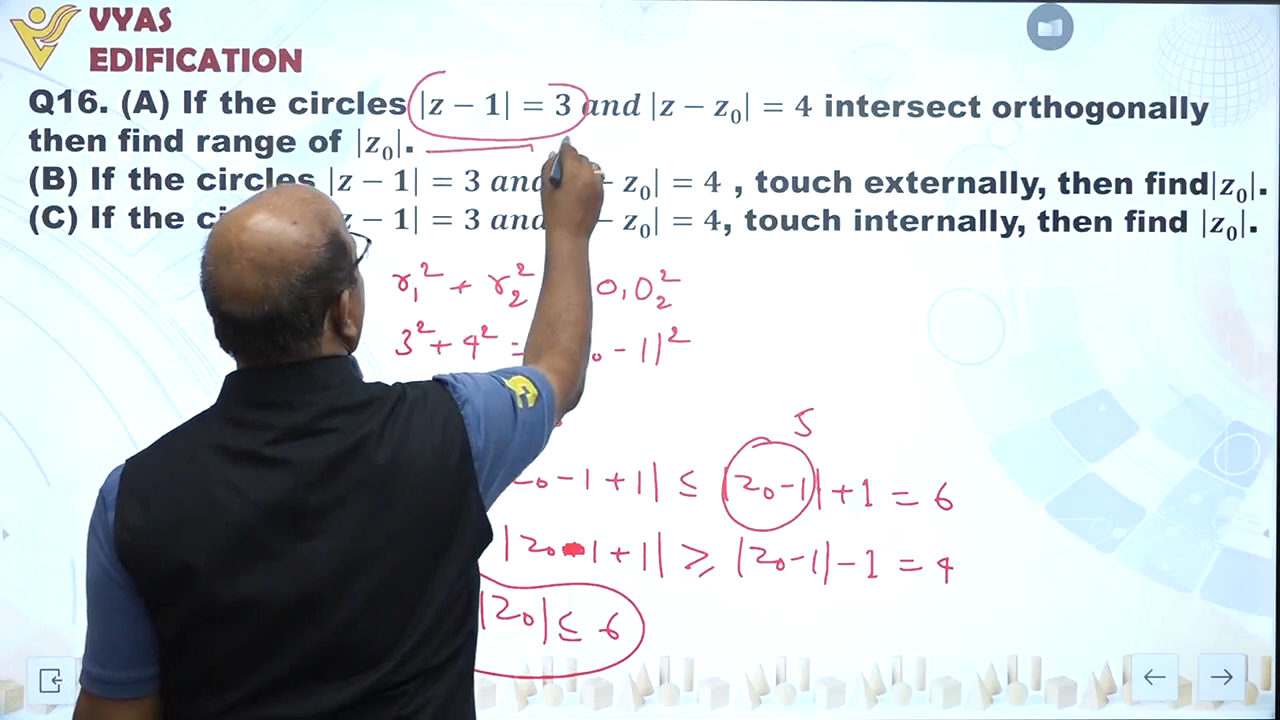 VYAS
EDIFICATION
Q16. (A) If the circles |z − 1| = 3 and |z − z₀| = 4 intersect orthogonally
then find range of |z₀|.
(B) If the circles |z − 1| = 3 and − z₀| = 4 , touch externally, then find|z₀|.
(C) If the z − 1| = 3 and − z₀| = 4, touch internally, then find |z₀|.
r₁² + r₂² O₁O₂²
3² + 4² = − 1|²
5
z₀ − 1 + 1| ≤ |z₀ − 1| + 1 = 6
|z₀ 1 + 1| ≥ |z₀ − 1| − 1 = 4
|z₀| ≤ 6